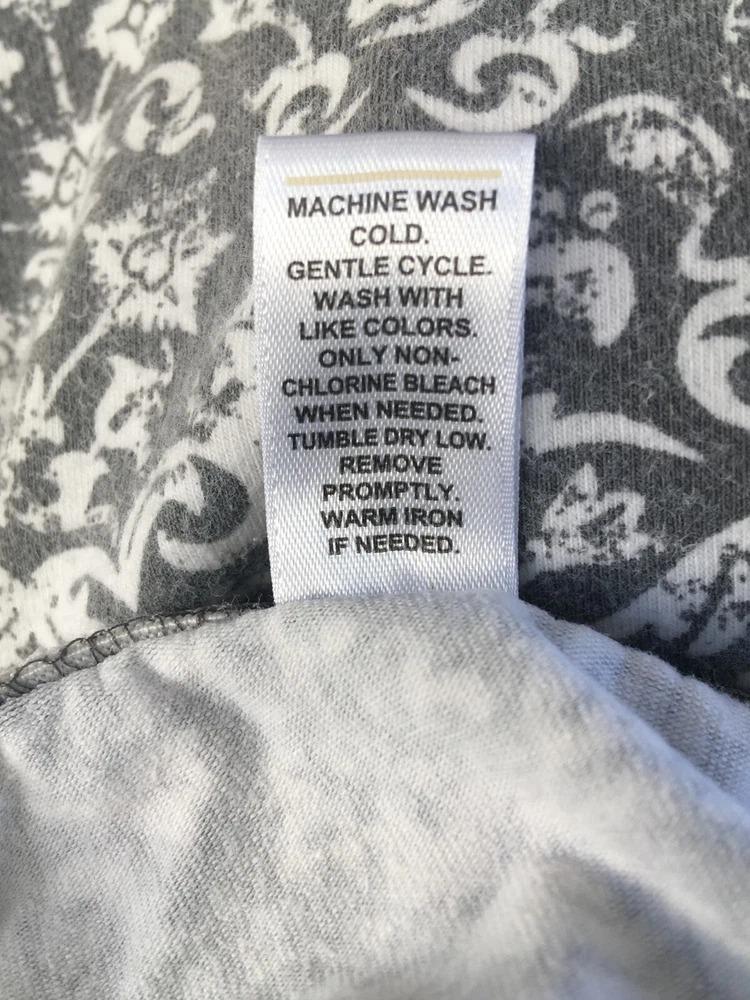 MACHINE WASH
COLD.
GENTLE CYCLE.
WASH WITH
LIKE COLORS.
ONLY NON-
CHLORINE BLEACH
WHEN NEEDED.
TUMBLE DRY LOW.
REMOVE
PROMPTLY.
WARM IRON
IF NEEDED.